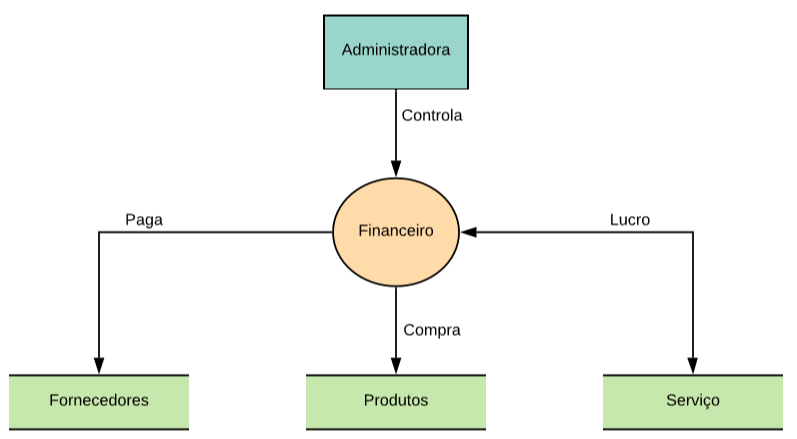 Administradora
Controla
Paga
Financeiro
Lucro
Compra
Fornecedores
Produtos
Serviço